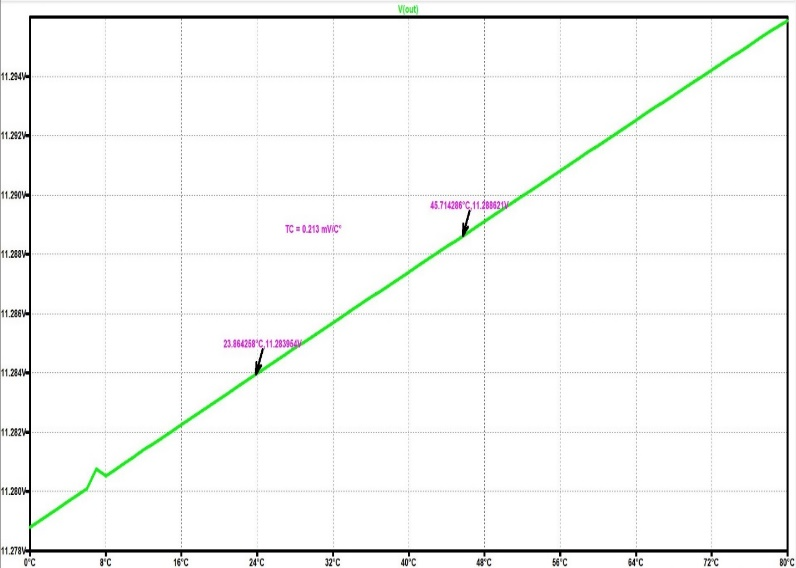 V(out)
11.294V
11.292V
11.290V
11.288V
11.286V
11.284V
11.282V
11.280V
11.278V
45.714286°C,11.288621V
TC = 0.213 mV/C°
23.864258°C,11.283954V
0°C 8°C 16°C 24°C 32°C 40°C 48°C 56°C 64°C 72°C 80°C